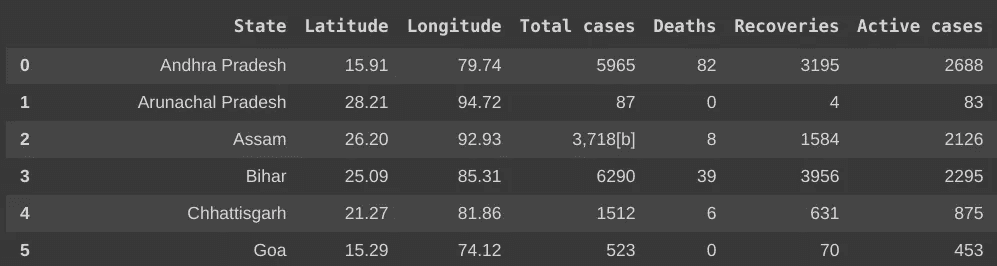 State Latitude Longitude Total cases Deaths Recoveries Active cases
0 Andhra Pradesh 15.91 79.74 5965 82 3195 2688
1 Arunachal Pradesh 28.21 94.72 87 0 4 83
2 Assam 26.20 92.93 3,718[b] 8 1584 2126
3 Bihar 25.09 85.31 6290 39 3956 2295
4 Chhattisgarh 21.27 81.86 1512 6 631 875
5 Goa 15.29 74.12 523 0 70 453